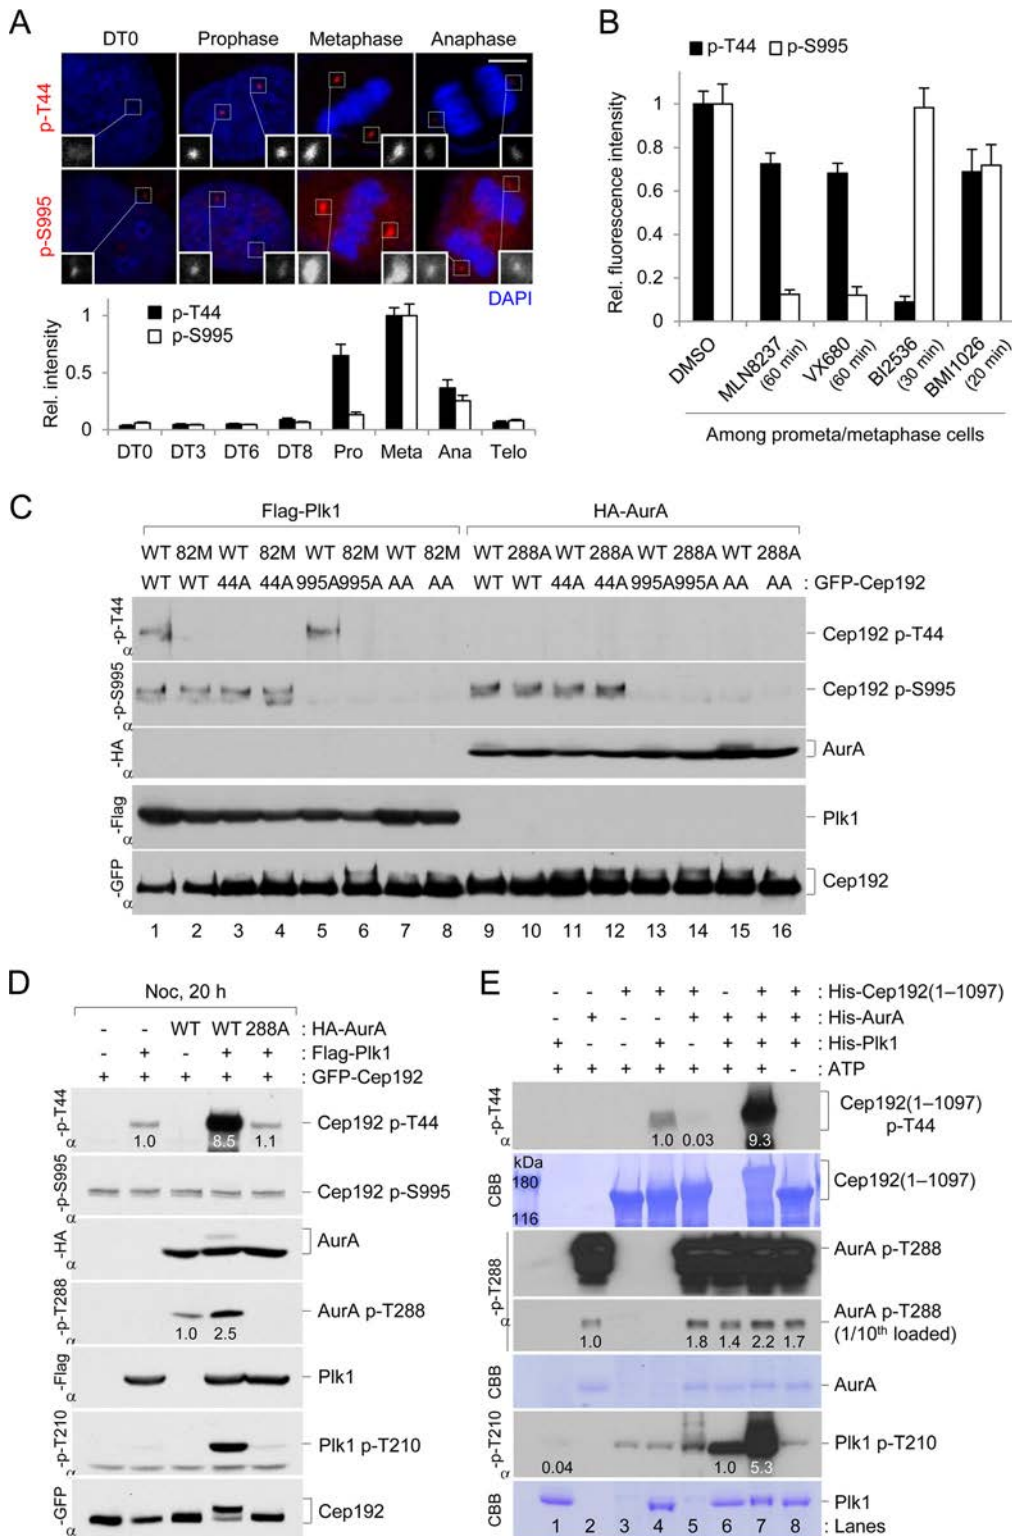 A
DT0 Prophase Metaphase Anaphase
p-T44
p-S995
DAPI
p-T44
p-S995
Rel. intensity
1
0.5
0
DT0 DT3 DT6 DT8 Pro Meta Ana Telo
B
p-T44 p-S995
Rel. fluorescence intensity
1
0.8
0.6
0.4
0.2
0
DMSO
MLN8237 (60 min)
VX680 (60 min)
BI2536 (30 min)
BMI1026 (20 min)
Among prometa/metaphase cells
C
Flag-Plk1 HA-AurA
WT 82M WT 82M WT 82M WT 82M WT 288A WT 288A WT 288A WT 288A
WT WT 44A 44A 995A 995A AA AA WT WT 44A 44A 995A 995A AA AA : GFP-Cep192
α-p-T44 Cep192 p-T44
α-p-S995 Cep192 p-S995
α-HA AurA
α-Flag Plk1
α-GFP Cep192
1 2 3 4 5 6 7 8 9 10 11 12 13 14 15 16
D
Noc, 20 h
- - WT WT 288A : HA-AurA
- + - + + : Flag-Plk1
+ + + + + : GFP-Cep192
α-p-T44 Cep192 p-T44
1.0 8.5 1.1
α-p-S995 Cep192 p-S995
α-HA AurA
α-p-T288 AurA p-T288
1.0 2.5
α-Flag Plk1
α-p-T210 Plk1 p-T210
α-GFP Cep192
E
- - + + + - + + : His-Cep192(1–1097)
- + - - + + + + : His-AurA
+ - - + - + + + : His-Plk1
+ + + + + + + - : ATP
α-p-T44 Cep192(1–1097) p-T44
1.0 0.03 9.3
kDa
180
116
CBB Cep192(1–1097)
α-p-T288 AurA p-T288
AurA p-T288
(1/10th loaded)
1.0 1.8 1.4 2.2 1.7
CBB AurA
α-p-T210 Plk1 p-T210
0.04 1.0 5.3
CBB Plk1
1 2 3 4 5 6 7 8 : Lanes